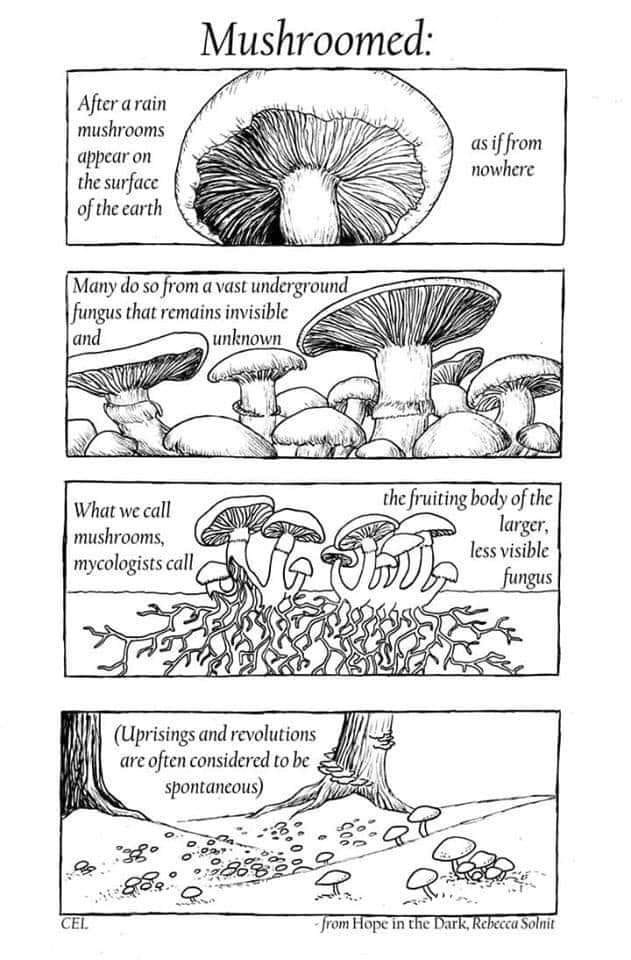 Mushroomed:
After a rain
mushrooms
appear on
the surface
of the earth
as if from
nowhere
Many do so from a vast underground
fungus that remains invisible
and unknown
What we call
mushrooms,
mycologists call
the fruiting body of the
larger,
less visible
fungus
(Uprisings and revolutions
are often considered to be
spontaneous)
CEL
- from Hope in the Dark, Rebecca Solnit